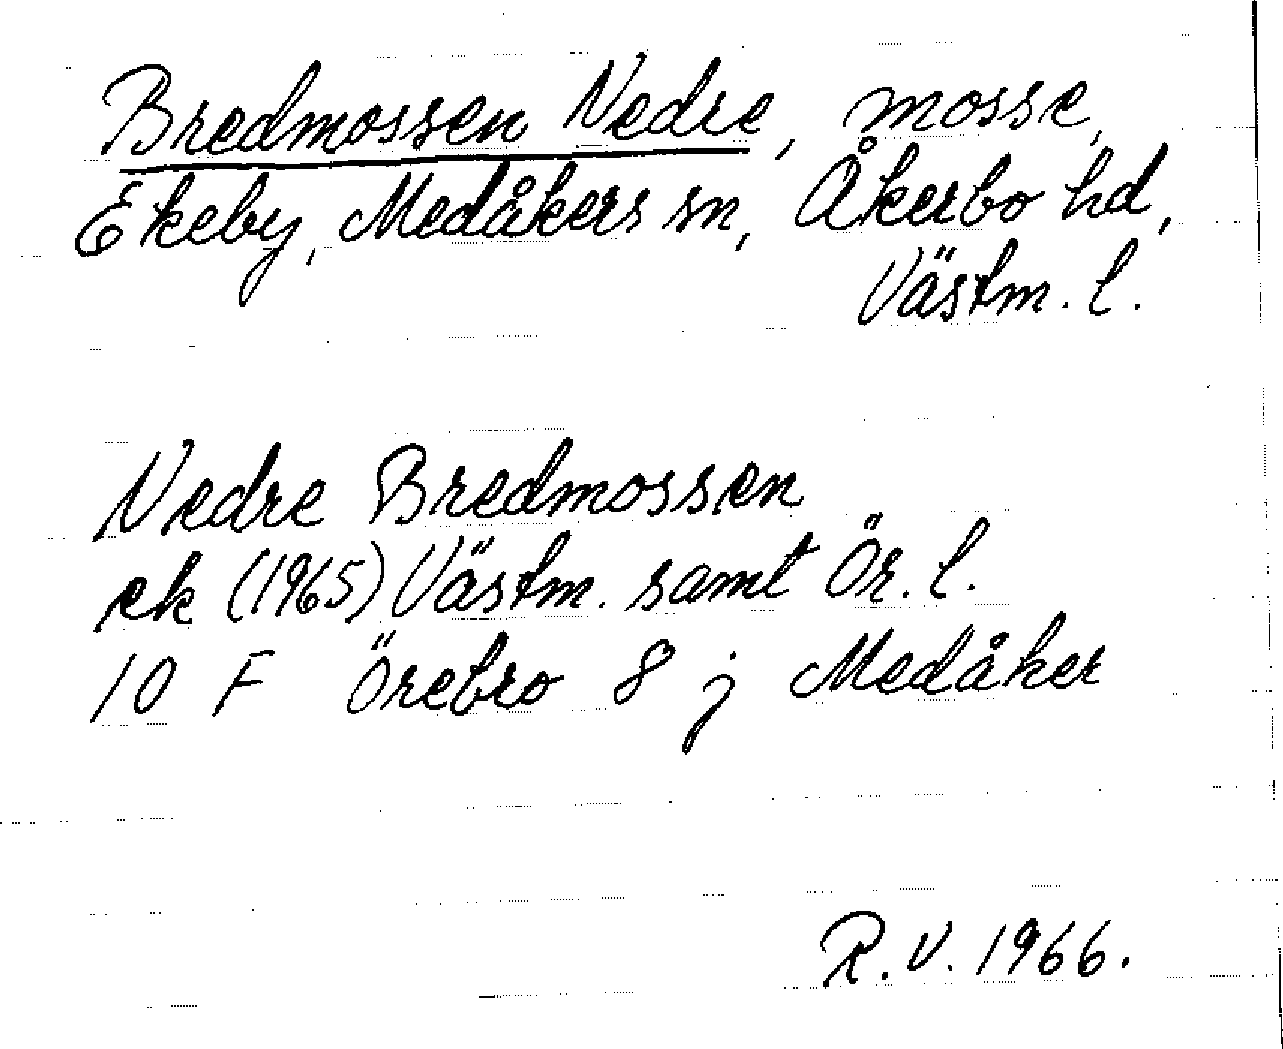 Bredmossen Nedre, mosse,
Ekeby, Medåkers sn, Åkerbo hd,
Västm. l.
Nedre Bredmossen
ek (1965) Västm. samt Ör. l.
10 F Örebro 8 j Medåker
R.V. 1966.